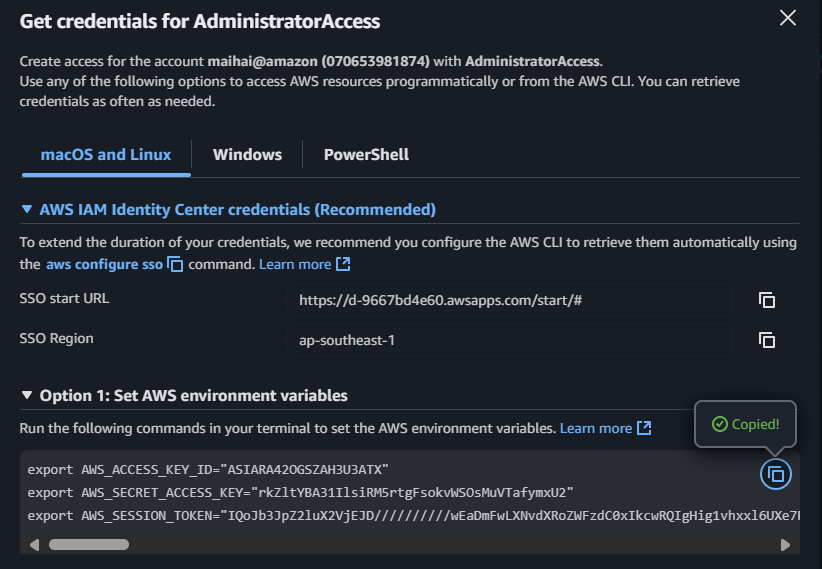 Get credentials for AdministratorAccess
Create access for the account maihai@amazon (070653981874) with AdministratorAccess.
Use any of the following options to access AWS resources programmatically or from the AWS CLI. You can retrieve
credentials as often as needed.
macOS and Linux
Windows
PowerShell
AWS IAM Identity Center credentials (Recommended)
To extend the duration of your credentials, we recommend you configure the AWS CLI to retrieve them automatically using
the aws configure sso command. Learn more
SSO start URL
https://d-9667bd4e60.awsapps.com/start/#
SSO Region
ap-southeast-1
Option 1: Set AWS environment variables
Run the following commands in your terminal to set the AWS environment variables. Learn more
Copied!
export AWS_ACCESS_KEY_ID="ASIARA42OGSZAH3U3ATX"
export AWS_SECRET_ACCESS_KEY="rkZltYBA31IlsiRM5rtgFsokvWSOsMuVTafymxU2"
export AWS_SESSION_TOKEN="IQoJb3JpZ2luX2VjEJD//////////wEaDmFwLXNvdXRoZWFzdC0xIkcwRQIgHig1vhxxl6UXe7